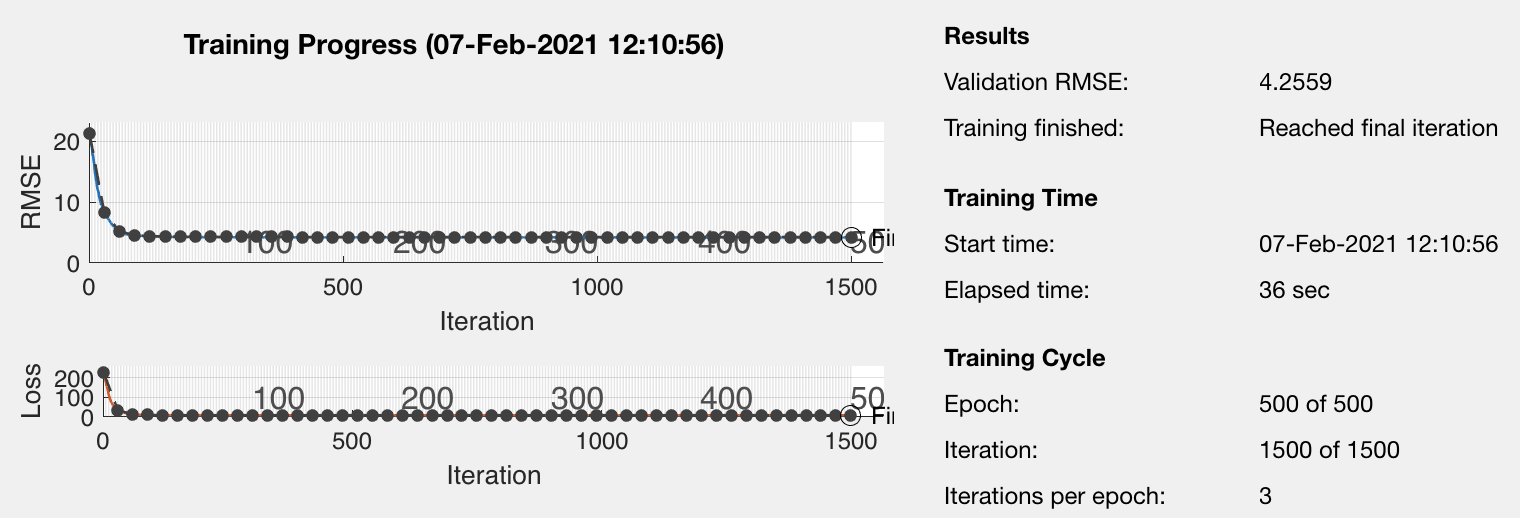 Training Progress (07-Feb-2021 12:10:56)
20
10
0
RMSE
100 200 300 400 50
0 500 1000 1500
Iteration
200
100
0
Loss
100 200 300 400 50
0 500 1000 1500
Iteration
Results
Validation RMSE: 4.2559
Training finished: Reached final iteration
Training Time
Start time: 07-Feb-2021 12:10:56
Elapsed time: 36 sec
Training Cycle
Epoch: 500 of 500
Iteration: 1500 of 1500
Iterations per epoch: 3